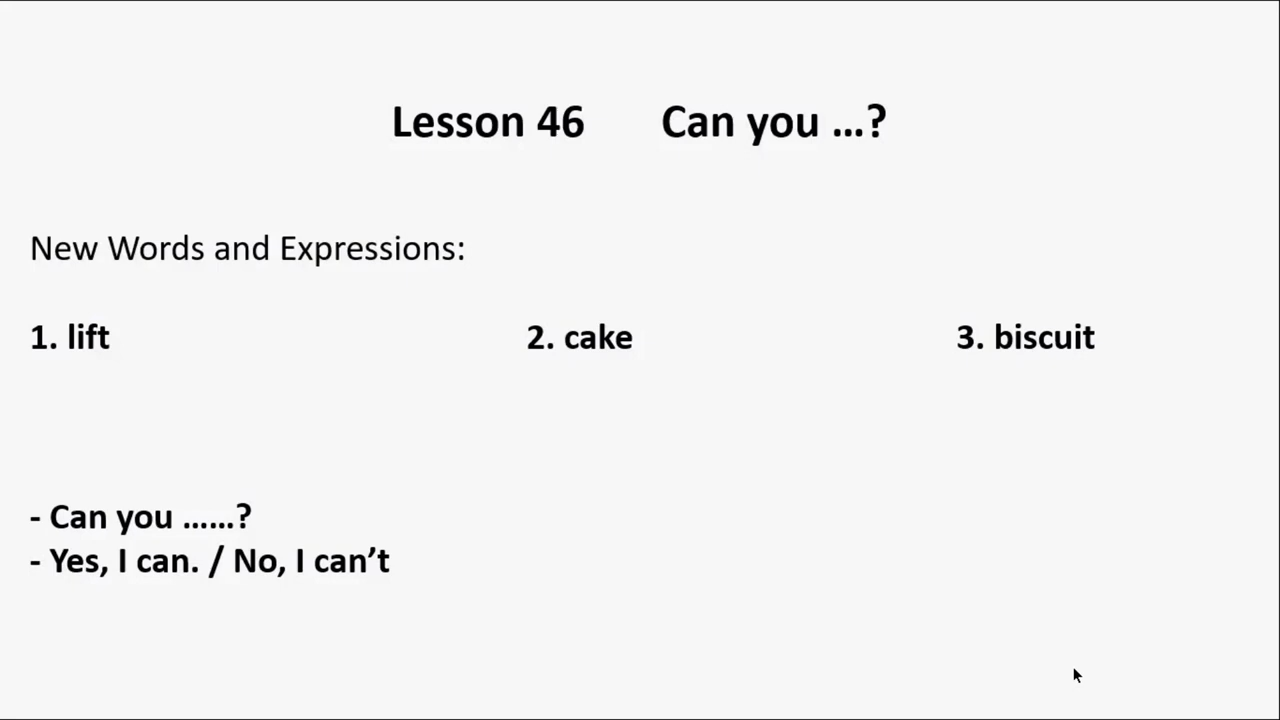 Lesson 46 Can you ...?
New Words and Expressions:
1. lift 2. cake 3. biscuit
- Can you ......?
- Yes, I can. / No, I can’t